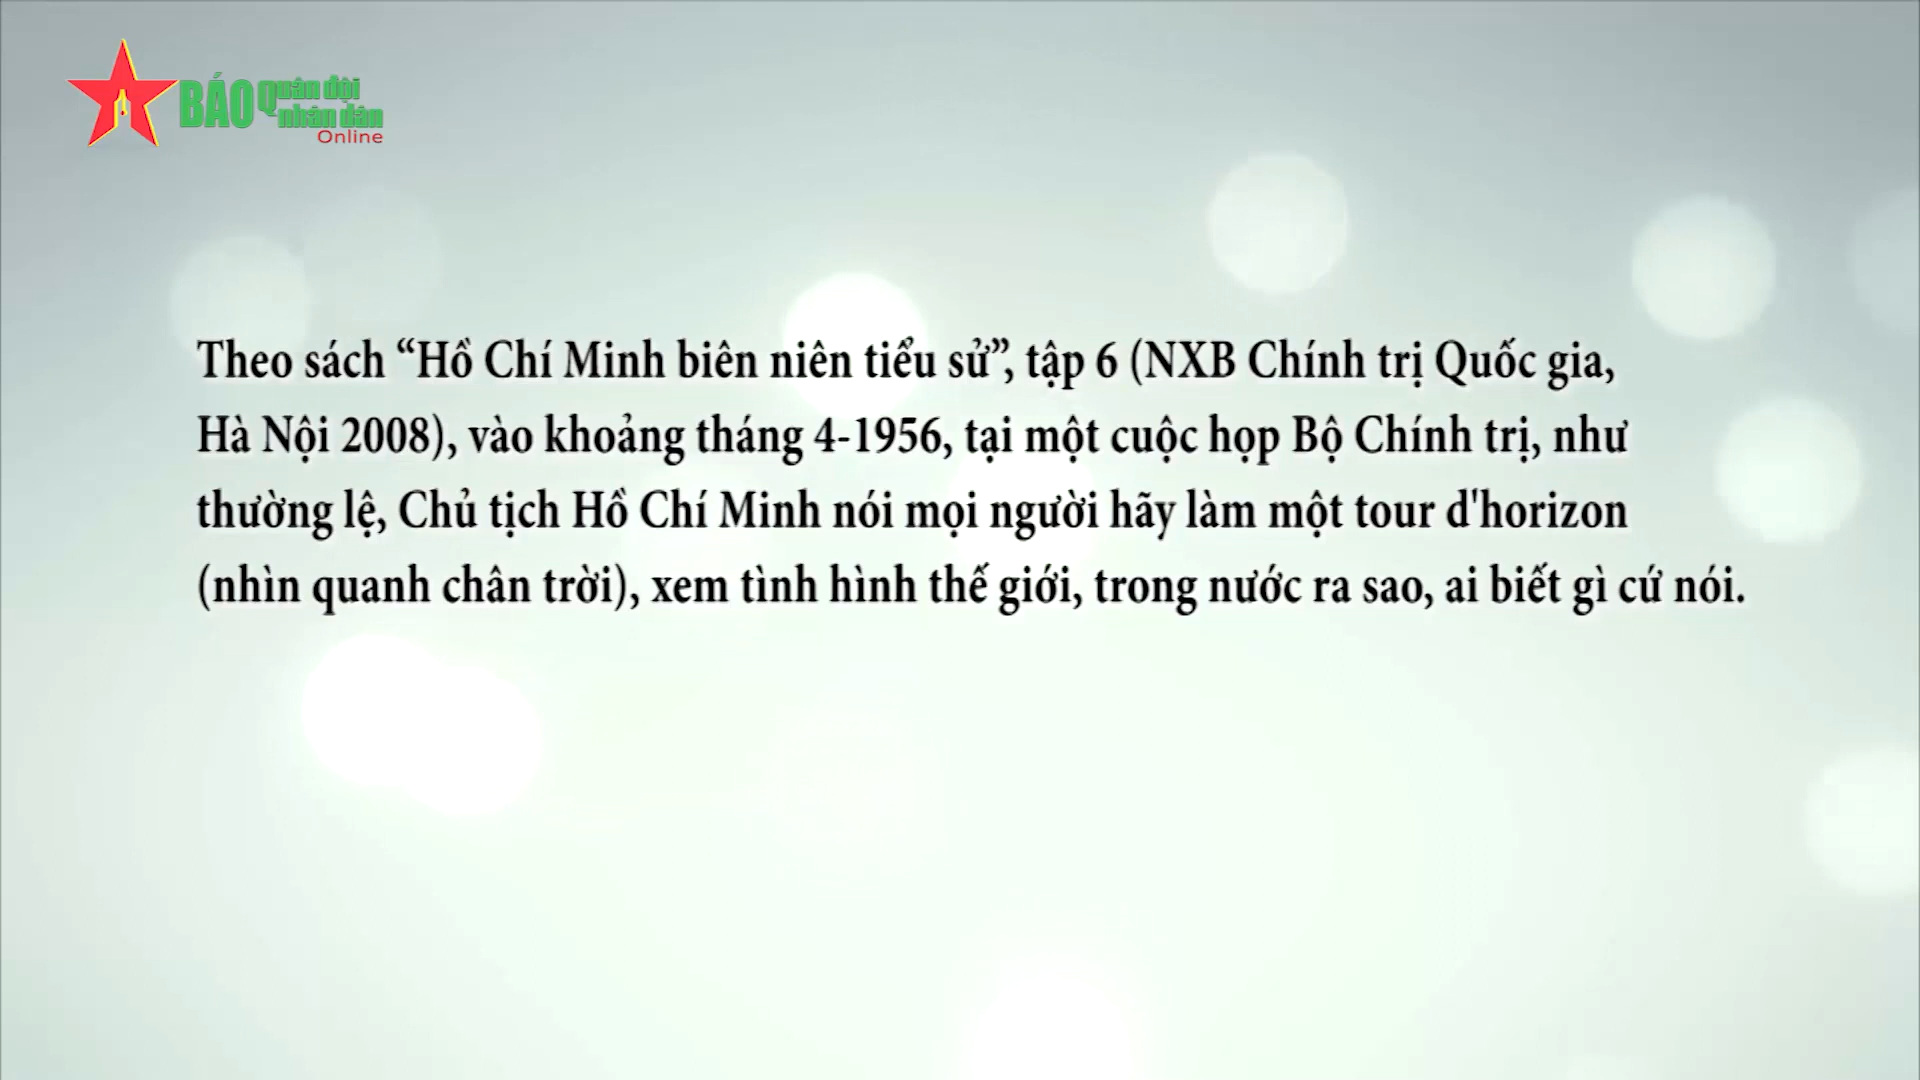 BÁO Quân đội
nhân dân
Online
Theo sách “Hồ Chí Minh biên niên tiểu sử”, tập 6 (NXB Chính trị Quốc gia,
Hà Nội 2008), vào khoảng tháng 4-1956, tại một cuộc họp Bộ Chính trị, như
thường lệ, Chủ tịch Hồ Chí Minh nói mọi người hãy làm một tour d'horizon
(nhìn quanh chân trời), xem tình hình thế giới, trong nước ra sao, ai biết gì cứ nói.